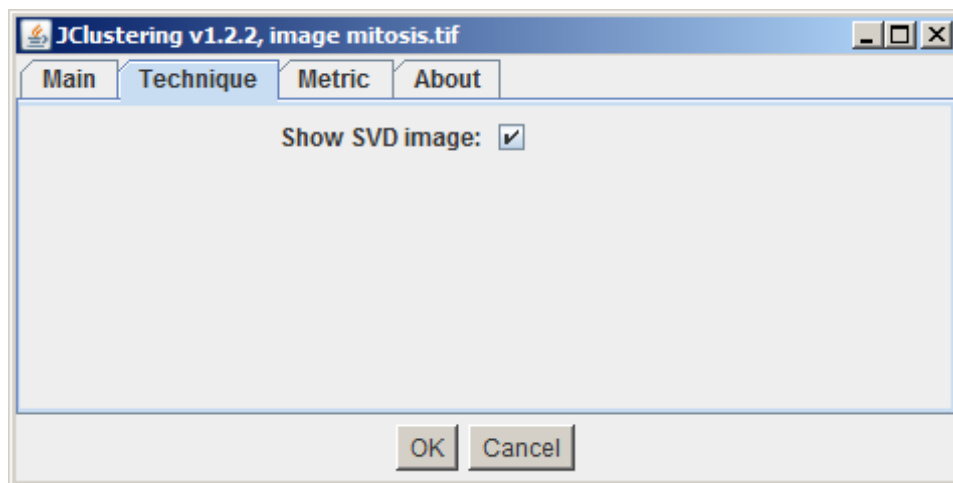 JClustering v1.2.2, image mitosis.tif
Main Technique Metric About
Show SVD image:
OK Cancel